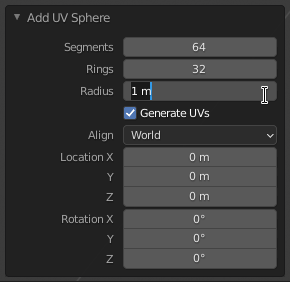 Add UV Sphere
Segments 64
Rings 32
Radius 1 m
Generate UVs
Align World
Location X 0 m
Y 0 m
Z 0 m
Rotation X 0°
Y 0°
Z 0°